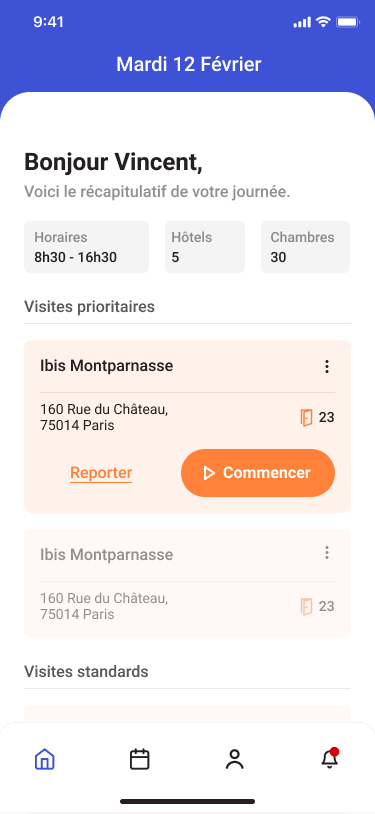 9:41
Mardi 12 Février
Bonjour Vincent,
Voici le récapitulatif de votre journée.
Horaires
8h30 - 16h30
Hôtels
5
Chambres
30
Visites prioritaires
Ibis Montparnasse
160 Rue du Château,
75014 Paris
23
Reporter
Commencer
Ibis Montparnasse
160 Rue du Château,
75014 Paris
23
Visites standards